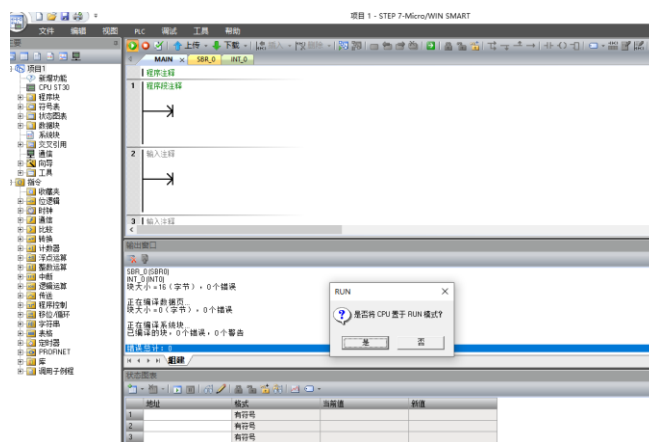 项目 1 - STEP 7-Micro/WIN SMART
文件 编辑 视图 PLC 调试 工具 帮助
上传 下载 插入 删除
MAIN × SBR_0 INT_0
项目1
新增功能
CPU ST30
程序块
符号表
状态图表
数据块
系统块
交叉引用
通信
向导
工具
指令
收藏夹
位逻辑
时钟
通信
比较
转换
计数器
浮点运算
整数运算
中断
逻辑运算
传送
程序控制
移位/循环
字符串
表格
定时器
PROFINET
库
调用子例程
程序注释
1 程序段注释
2 输入注释
3 输入注释
输出窗口
SBR_0 (SBR0)
INT_0 (INT0)
块大小 = 16（字节），0个错误
正在编译数据页...
块大小 = 0（字节），0个错误
正在编译系统块...
已编译的块，0个错误，0个警告
错误总计：0
组建
RUN ×
是否将 CPU 置于 RUN 模式?
是 否
状态图表
地址 格式 当前值 新值
1 有符号
2 有符号
3 有符号